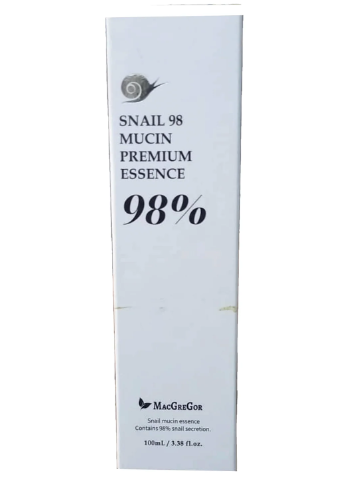 SNAIL 98
MUCIN
PREMIUM
ESSENCE
98%
MACGREGOR
Snail mucin essence
Contains 98% snail secretion.
100mL / 3.38 fl.oz.